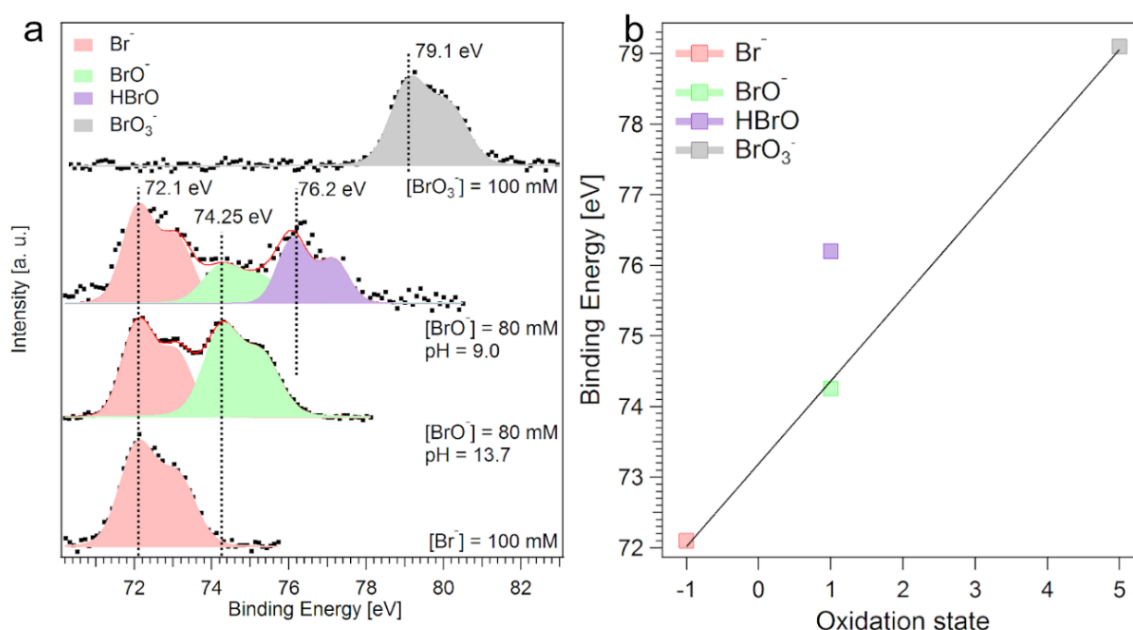 a
Br⁻
BrO⁻
HBrO
BrO₃⁻
79.1 eV
[BrO₃⁻] = 100 mM
72.1 eV
74.25 eV
76.2 eV
[BrO⁻] = 80 mM
pH = 9.0
[BrO⁻] = 80 mM
pH = 13.7
[Br⁻] = 100 mM
Intensity [a. u.]
72 74 76 78 80 82
Binding Energy [eV]
b
Br⁻
BrO⁻
HBrO
BrO₃⁻
79
78
77
76
75
74
73
72
Binding Energy [eV]
-1 0 1 2 3 4 5
Oxidation state